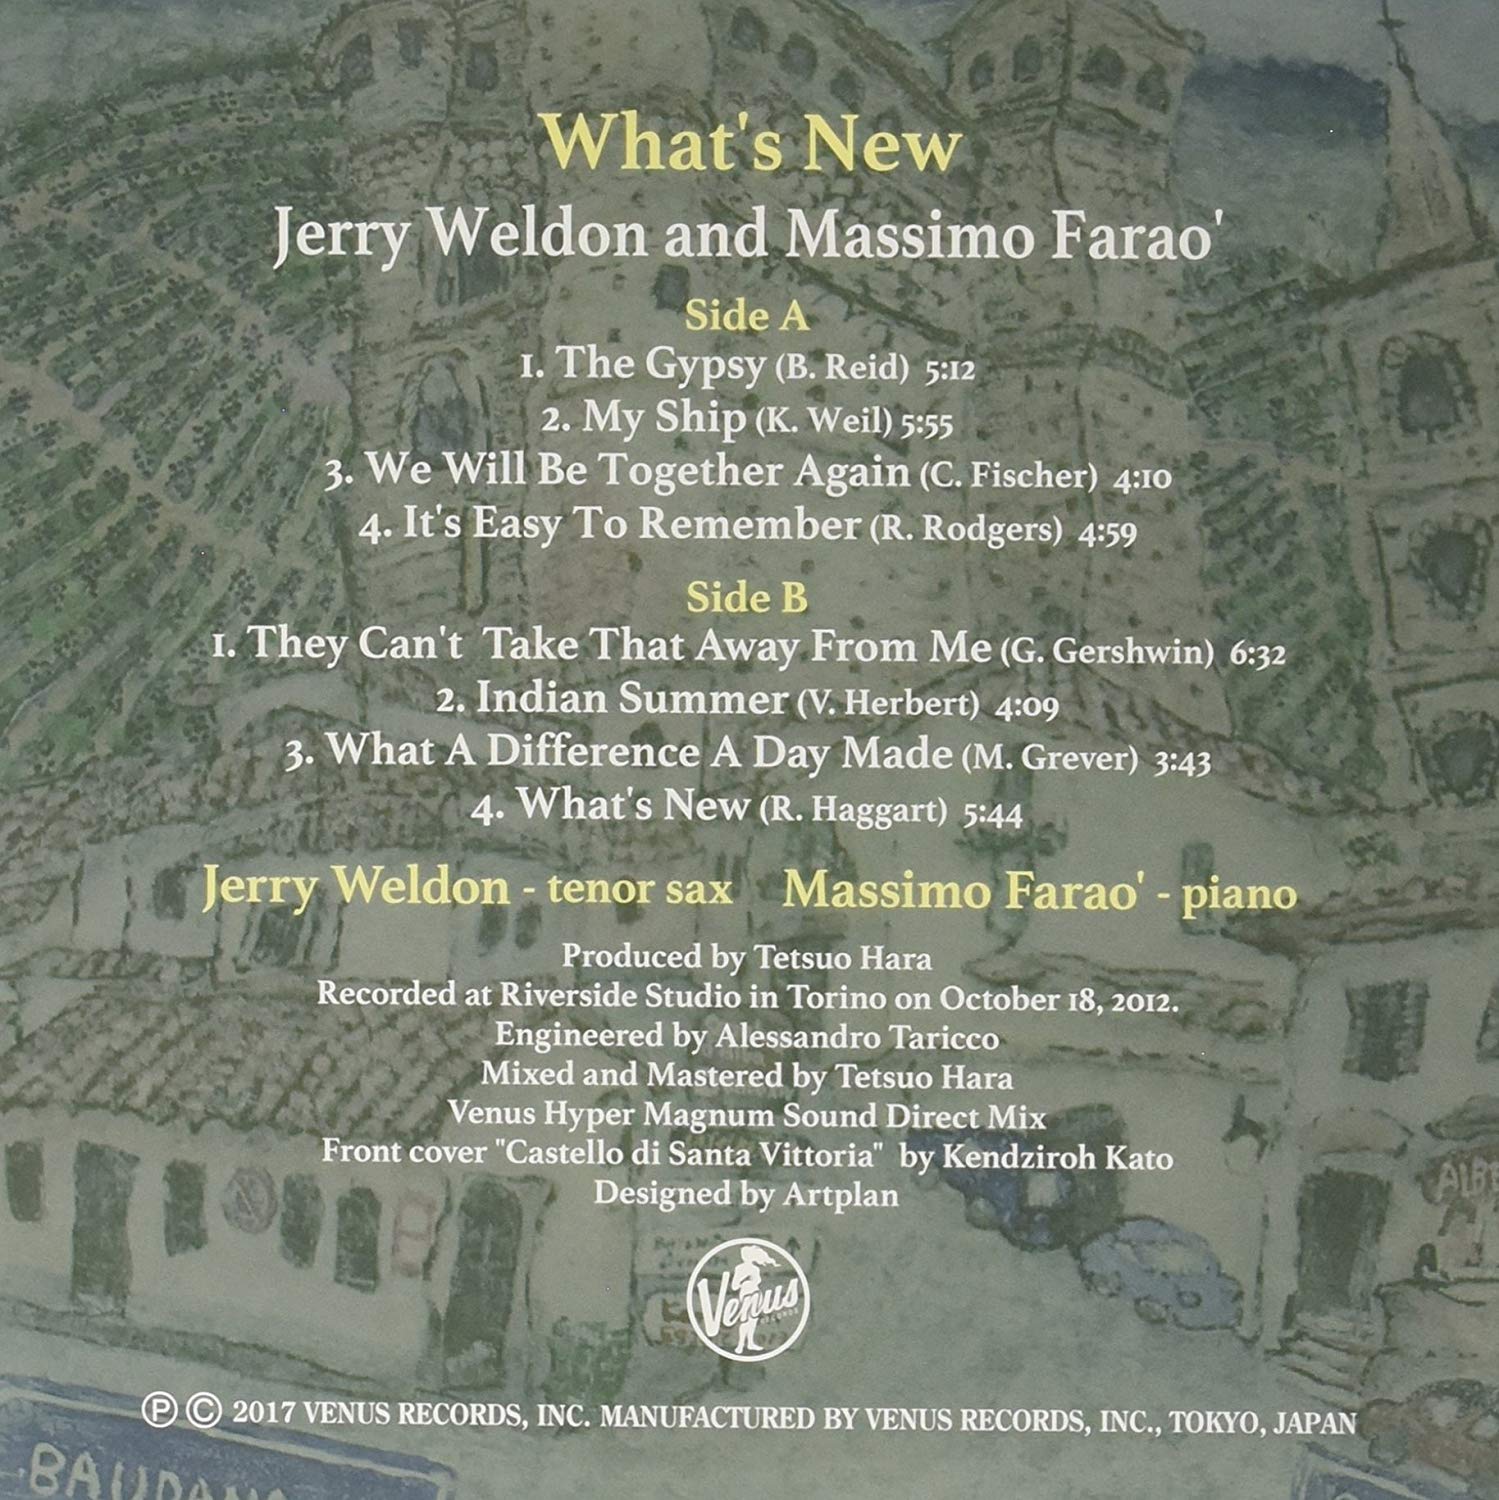 What's New
Jerry Weldon and Massimo Farao'
Side A
1. The Gypsy (B. Reid) 5:12
2. My Ship (K. Weil) 5:55
3. We Will Be Together Again (C. Fischer) 4:10
4. It's Easy To Remember (R. Rodgers) 4:59
Side B
1. They Can't Take That Away From Me (G. Gershwin) 6:32
2. Indian Summer (V. Herbert) 4:09
3. What A Difference A Day Made (M. Grever) 3:43
4. What's New (R. Haggart) 5:44
Jerry Weldon - tenor sax Massimo Farao' - piano
Produced by Tetsuo Hara
Recorded at Riverside Studio in Torino on October 18, 2012.
Engineered by Alessandro Taricco
Mixed and Mastered by Tetsuo Hara
Venus Hyper Magnum Sound Direct Mix
Front cover "Castello di Santa Vittoria" by Kendziroh Kato
Designed by Artplan
Venus
RECORDS
Ⓟ © 2017 VENUS RECORDS, INC. MANUFACTURED BY VENUS RECORDS, INC., TOKYO, JAPAN